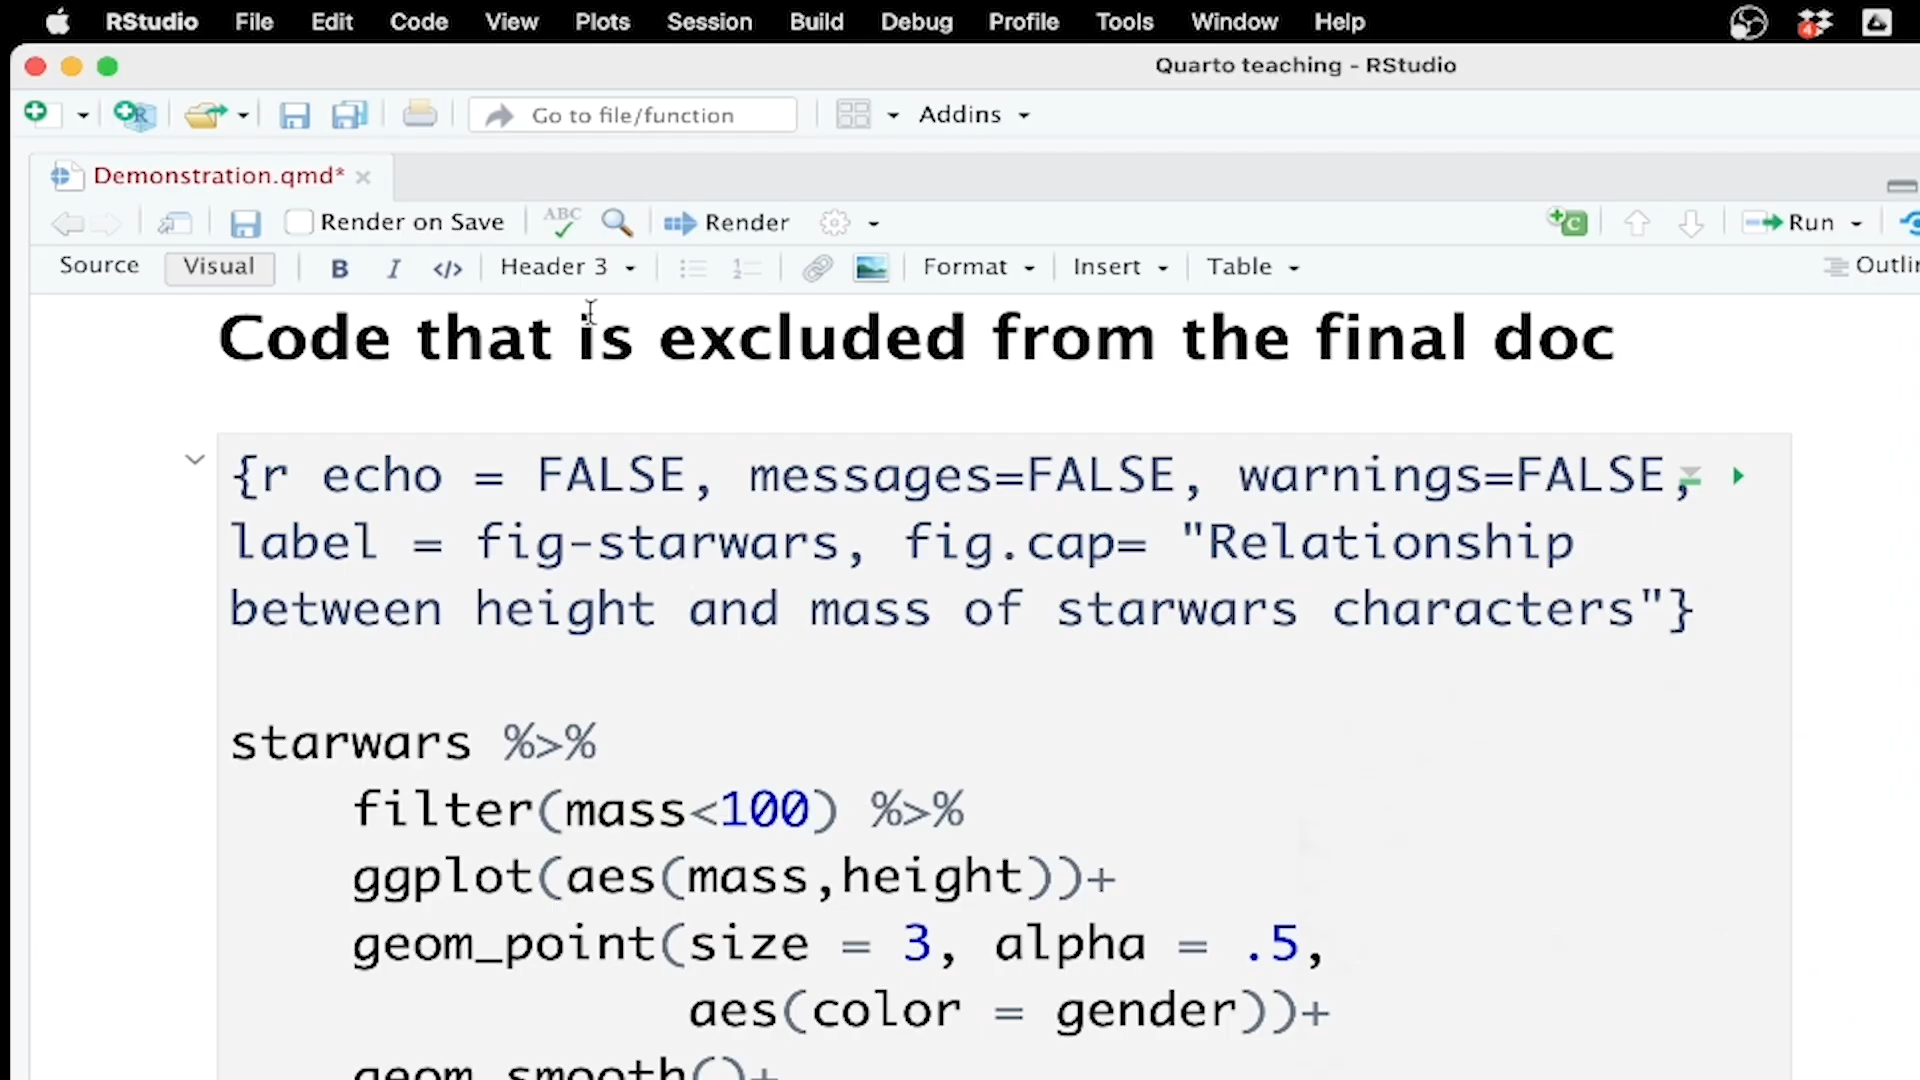 RStudio File Edit Code View Plots Session Build Debug Profile Tools Window Help
4
Quarto teaching - RStudio
R Go to file/function Addins
Demonstration.qmd*
Render on Save ABC Render C Run
Source Visual B I </> Header 3 Format Insert Table Outlin
Code that is excluded from the final doc
{r echo = FALSE, messages=FALSE, warnings=FALSE,
label = fig-starwars, fig.cap= "Relationship
between height and mass of starwars characters"}
starwars %>%
filter(mass<100) %>%
ggplot(aes(mass,height))+
geom_point(size = 3, alpha = .5,
aes(color = gender))+
geom_smooth()+